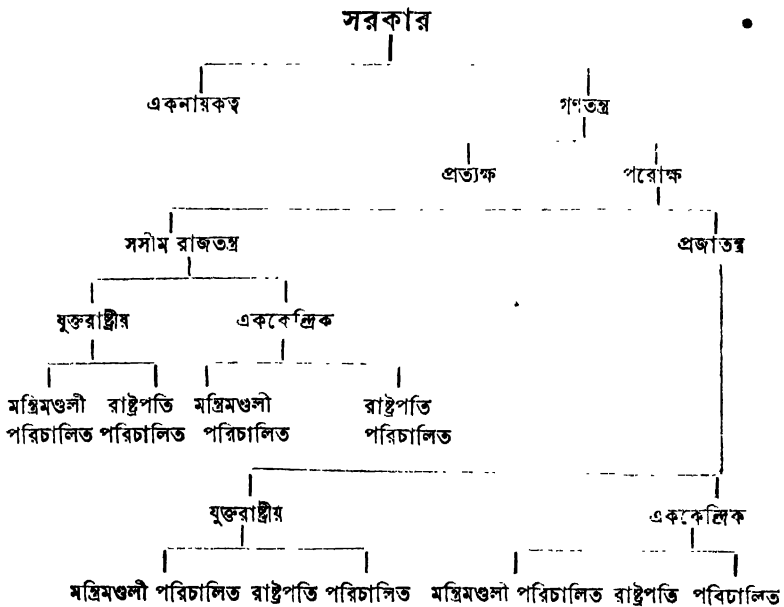 সরকার
একনায়কত্ব গণতন্ত্র
প্রত্যক্ষ পরোক্ষ
সসীম রাজতন্ত্র প্রজাতন্ত্র
যুক্তরাষ্ট্রীয় এককেন্দ্রিক
মন্ত্রিমণ্ডলী রাষ্ট্রপতি মন্ত্রিমণ্ডলী রাষ্ট্রপতি
পরিচালিত পরিচালিত পরিচালিত পরিচালিত
যুক্তরাষ্ট্রীয় এককেন্দ্রিক
মন্ত্রিমণ্ডলী পরিচালিত রাষ্ট্রপতি পরিচালিত মন্ত্রিমণ্ডলী পরিচালিত রাষ্ট্রপতি পবিচালিত